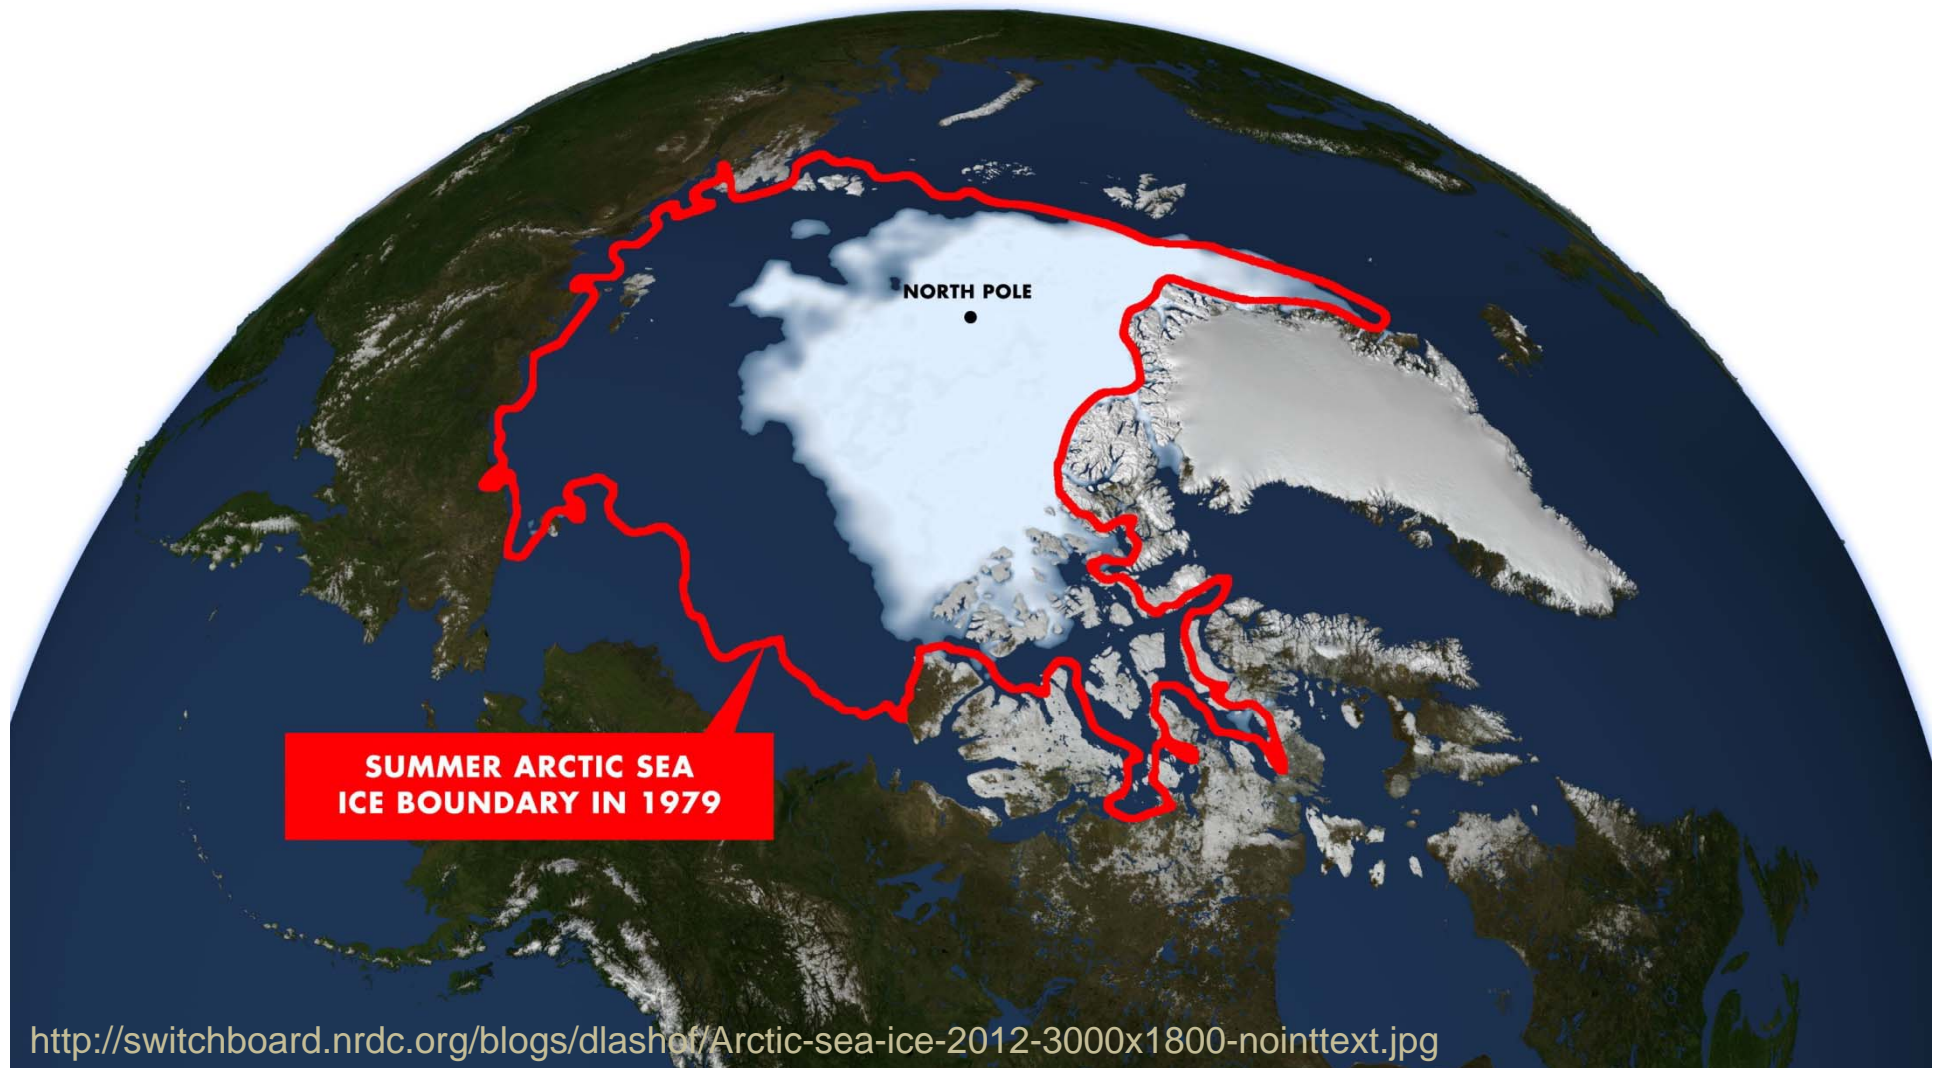 NORTH POLE
SUMMER ARCTIC SEA
ICE BOUNDARY IN 1979
http://switchboard.nrdc.org/blogs/dlashof/Arctic-sea-ice-2012-3000x1800-nointtext.jpg